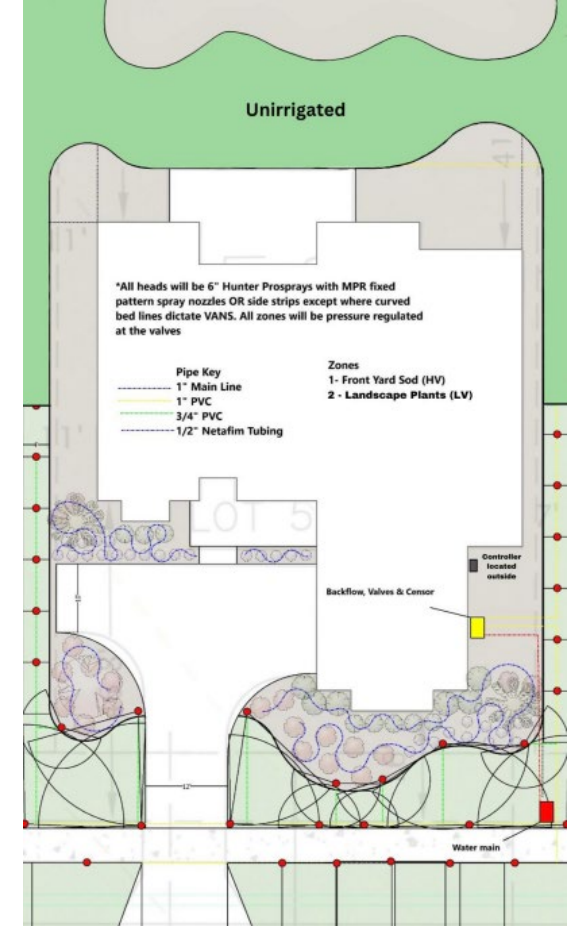 Unirrigated
41'
11'
*All heads will be 6" Hunter Prosprays with MPR fixed
pattern spray nozzles OR side strips except where curved
bed lines dictate VANS. All zones will be pressure regulated
at the valves
Pipe Key
1" Main Line
1" PVC
3/4" PVC
1/2" Netafim Tubing
Zones
1- Front Yard Sod (HV)
2 - Landscape Plants (LV)
11'
LOT 5
Controller
located
outside
Backflow, Valves & Censor
12'
Water main